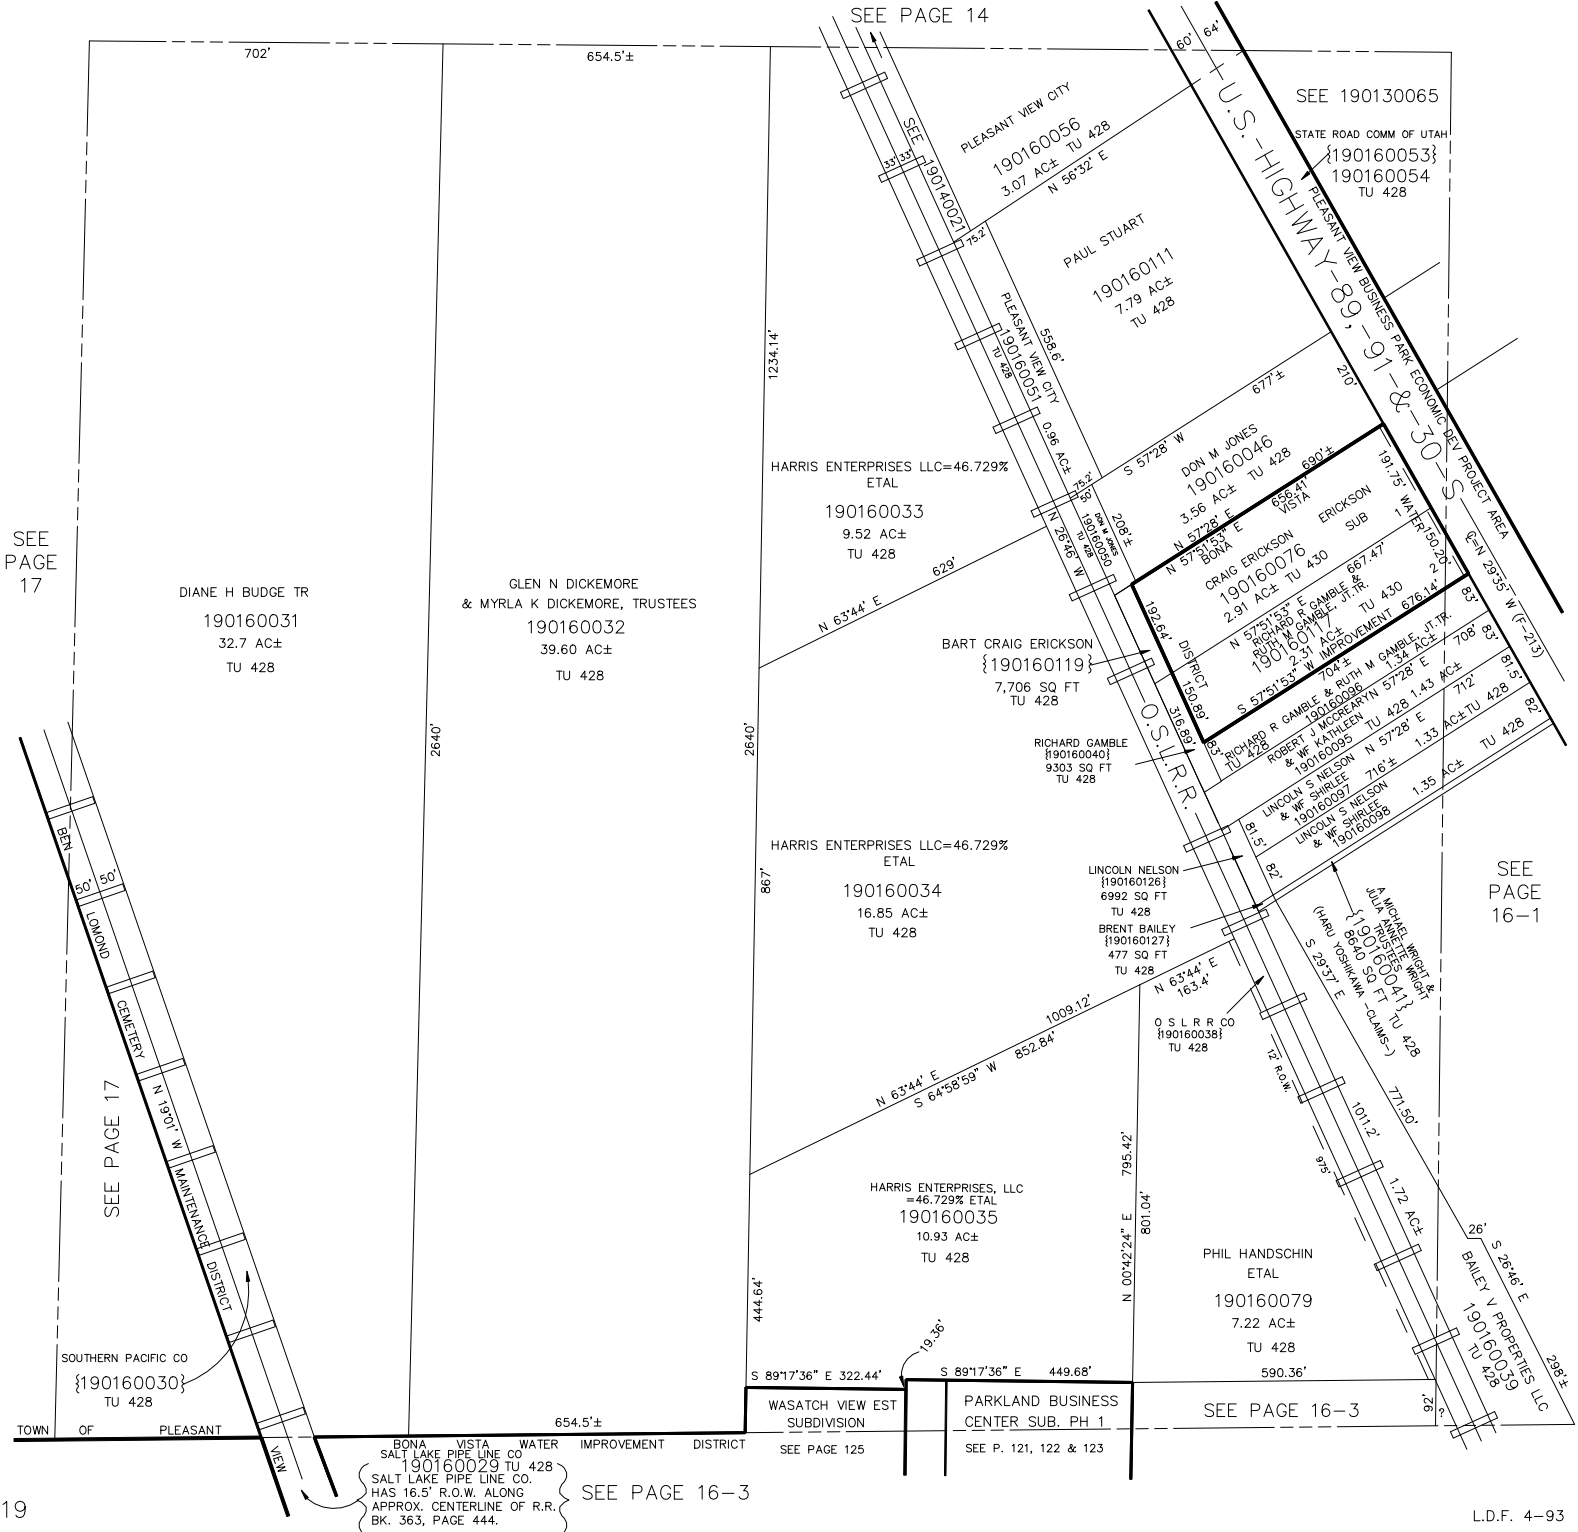 SEE PAGE 14
702'
654.5'±
60' 64'
SEE 190130065
STATE ROAD COMM OF UTAH
{190160053}
190160054
TU 428
PLEASANT VIEW CITY
190160056
3.07 AC± TU 428
N 56°32' E
U.S.-HIGHWAY-89,-91-&-30-S
PLEASANT VIEW BUSINESS PARK ECONOMIC DEV PROJECT AREA
℄=N 29°35' W (F-213)
SEE 190140021
33' 33'
75.2'
PAUL STUART
190160111
7.79 AC±
TU 428
558.6'
PLEASANT VIEW CITY
190160051 0.96 AC±
TU 428
677'±
210'
S 57°28' W
1234.14'
DON M JONES
190160046
3.56 AC± TU 428
690'±
75.2'
50'
DON M JONES
190160050
TU 428
208'±
N 26°46' W
HARRIS ENTERPRISES LLC=46.729%
ETAL
190160033
9.52 AC±
TU 428
629'
N 63°44' E
SEE
PAGE
17
DIANE H BUDGE TR
190160031
32.7 AC±
TU 428
GLEN N DICKEMORE
& MYRLA K DICKEMORE, TRUSTEES
190160032
39.60 AC±
TU 428
N 57°28' E 656.41'
N 57°51'53" E
BONA VISTA WATER
191.75'
CRAIG ERICKSON ERICKSON SUB
190160076 1
2.91 AC± TU 430
150.20'
N 57°51'53" E 667.47'
RICHARD R GAMBLE &
RUTH M GAMBLE, JT.TR.
190160117
2.31 AC± TU 430 2
S 57°51'53" W IMPROVEMENT 676.14'
192.64' DISTRICT 150.89'
BART CRAIG ERICKSON
{190160119}
7,706 SQ FT
TU 428
316.89'
O.S.L.R.R.
704'± 83'
RICHARD R GAMBLE & RUTH M GAMBLE, JT.TR.
TU 428 190160096 1.34 AC±
83'
ROBERT J MCCREARY N 57°28' E 708'
& WF KATHLEEN
190160095 TU 428 1.43 AC±
83'
RICHARD GAMBLE
{190160040}
9303 SQ FT
TU 428
LINCOLN S NELSON N 57°28' E 712'
& WF SHIRLEE
190160097 716'± 1.33 AC± TU 428
81.5'
LINCOLN S NELSON
& WF SHIRLEE
190160098 1.35 AC± TU 428
82'
81.5'
82'
2640'
2640'
HARRIS ENTERPRISES LLC=46.729%
ETAL
190160034
16.85 AC±
TU 428
867'
LINCOLN NELSON
{190160126}
6992 SQ FT
TU 428
BRENT BAILEY
{190160127}
477 SQ FT
TU 428
SEE
PAGE
16-1
A MICHAEL WRIGHT &
JULIA ANNETTE WRIGHT
TRUSTEES
{190160041}
8640 SQ FT TU 428
(HARU YOSHIKAWA -CLAIMS-)
S 29°37' E
771.50'
N 63°44' E
163.4'
O S L R R CO
{190160038}
TU 428
12' R.O.W.
975'
1011.2'
1.72 AC±
1009.12'
N 63°44' E
S 64°58'59" W 852.84'
BEN LOMOND CEMETERY MAINTENANCE DISTRICT
50' 50'
N 19°01' W
SEE PAGE 17
HARRIS ENTERPRISES, LLC
=46.729% ETAL
190160035
10.93 AC±
TU 428
444.64'
795.42'
N 00°42'24" E 801.04'
PHIL HANDSCHIN
ETAL
190160079
7.22 AC±
TU 428
26'
S 26°46' E
BAILEY V PROPERTIES LLC
190160039
TU 428
298'±
SOUTHERN PACIFIC CO
{190160030}
TU 428
19.36'
S 89°17'36" E 322.44'
S 89°17'36" E 449.68'
590.36'
92'
?
TOWN OF PLEASANT VIEW
654.5'±
WASATCH VIEW EST
SUBDIVISION
SEE PAGE 125
PARKLAND BUSINESS
CENTER SUB. PH 1
SEE P. 121, 122 & 123
SEE PAGE 16-3
BONA VISTA WATER IMPROVEMENT DISTRICT
SALT LAKE PIPE LINE CO
190160029 TU 428
SALT LAKE PIPE LINE CO.
HAS 16.5' R.O.W. ALONG
APPROX. CENTERLINE OF R.R.
BK. 363, PAGE 444.
SEE PAGE 16-3
19
L.D.F. 4-93